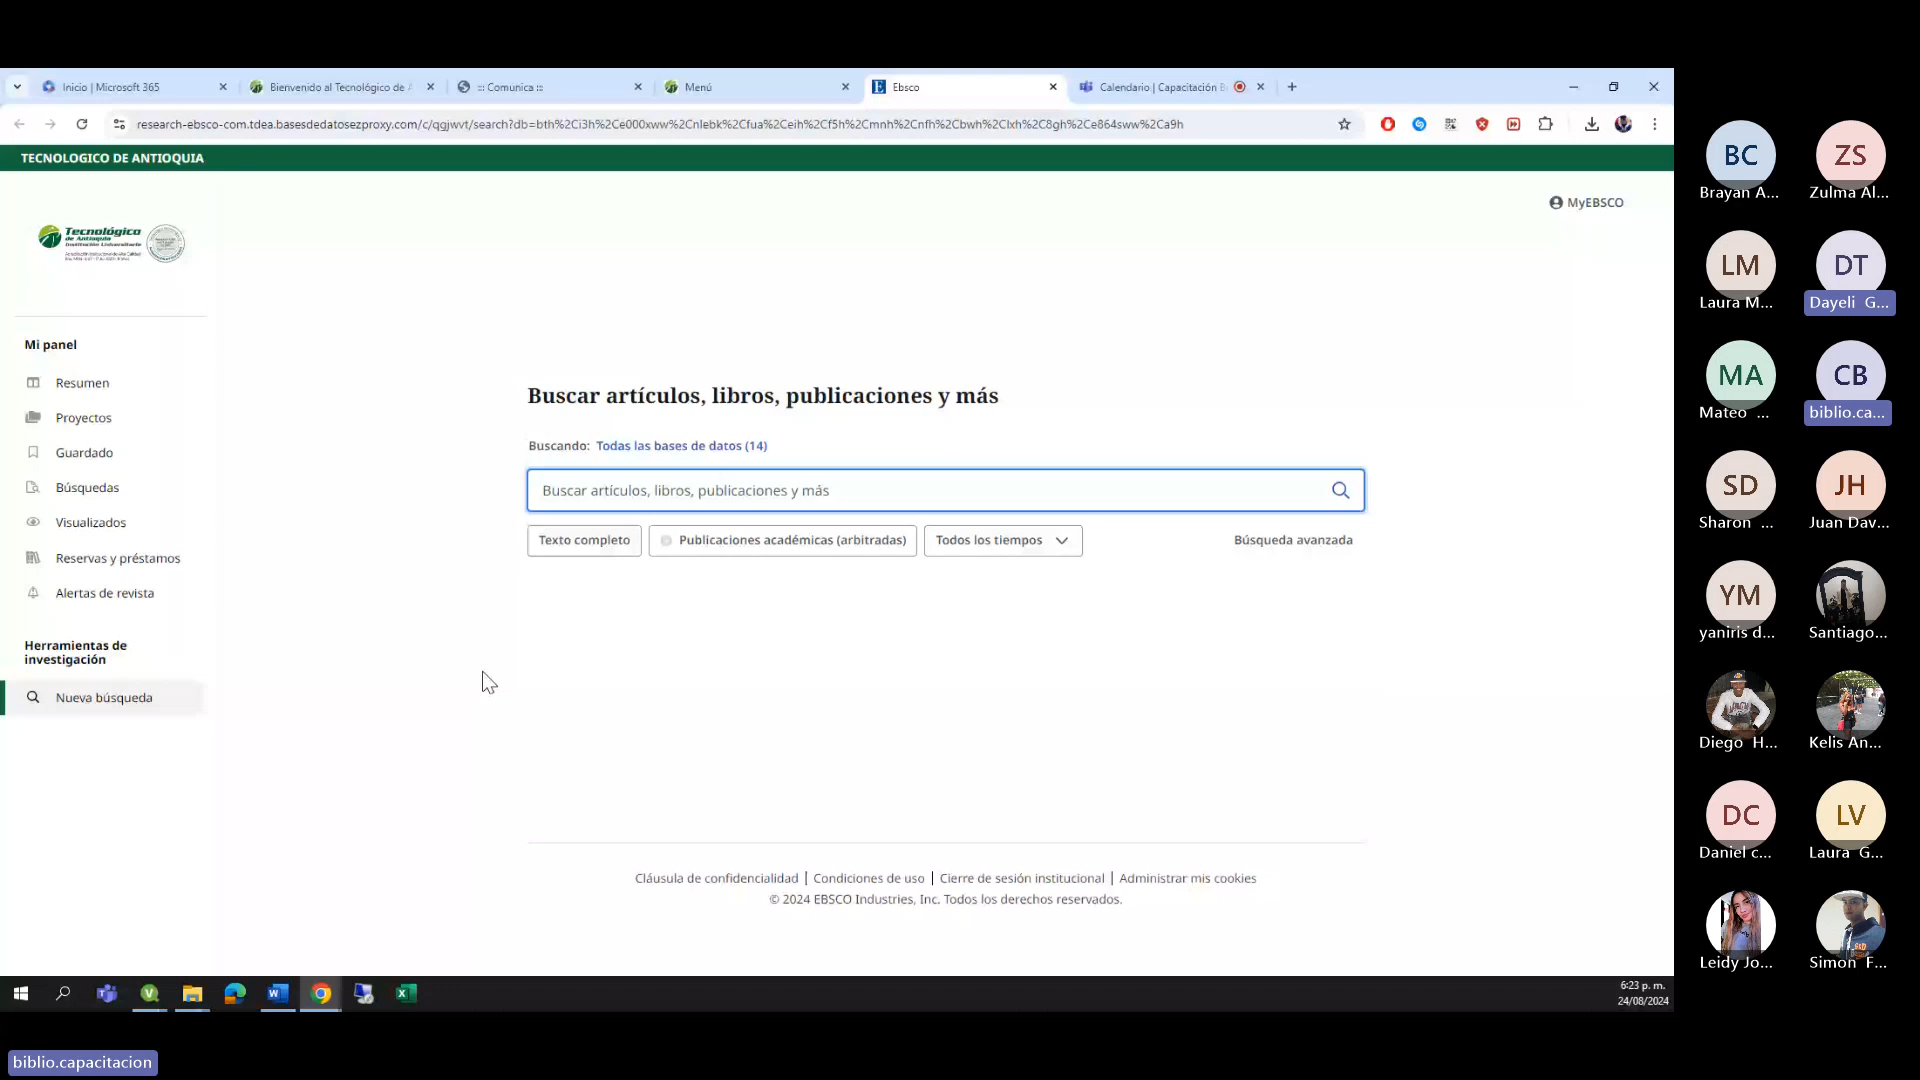 Inicio | Microsoft 365
Bienvenido al Tecnológico de A
::: Comunica :::
Menú
Ebsco
Calendario | Capacitación B
research-ebsco-com.tdea.basesdedatosezproxy.com/c/qgjwvt/search?db=bth%2Ci3h%2Ce000xww%2Cnlebk%2Cfua%2Ceih%2Cf5h%2Cmnh%2Cnfh%2Cbwh%2Clxh%2C8gh%2Ce864sww%2Ca9h
TECNOLOGICO DE ANTIOQUIA
MyEBSCO
Tecnológico
de Antioquia
Institución Universitaria
Mi panel
Resumen
Proyectos
Guardado
Búsquedas
Visualizados
Reservas y préstamos
Alertas de revista
Herramientas de
investigación
Nueva búsqueda
Buscar artículos, libros, publicaciones y más
Buscando: Todas las bases de datos (14)
Buscar artículos, libros, publicaciones y más
Texto completo
Publicaciones académicas (arbitradas)
Todos los tiempos
Búsqueda avanzada
Cláusula de confidencialidad | Condiciones de uso | Cierre de sesión institucional | Administrar mis cookies
© 2024 EBSCO Industries, Inc. Todos los derechos reservados.
6:23 p. m.
24/08/2024
BC
Brayan A...
ZS
Zulma Al...
LM
Laura M...
DT
Dayeli G...
MA
Mateo ...
CB
biblio.ca...
SD
Sharon ...
JH
Juan Dav...
YM
yaniris d...
Santiago...
Diego H...
Kelis An...
DC
Daniel c...
LV
Laura G...
Leidy Jo...
Simon F...
biblio.capacitacion